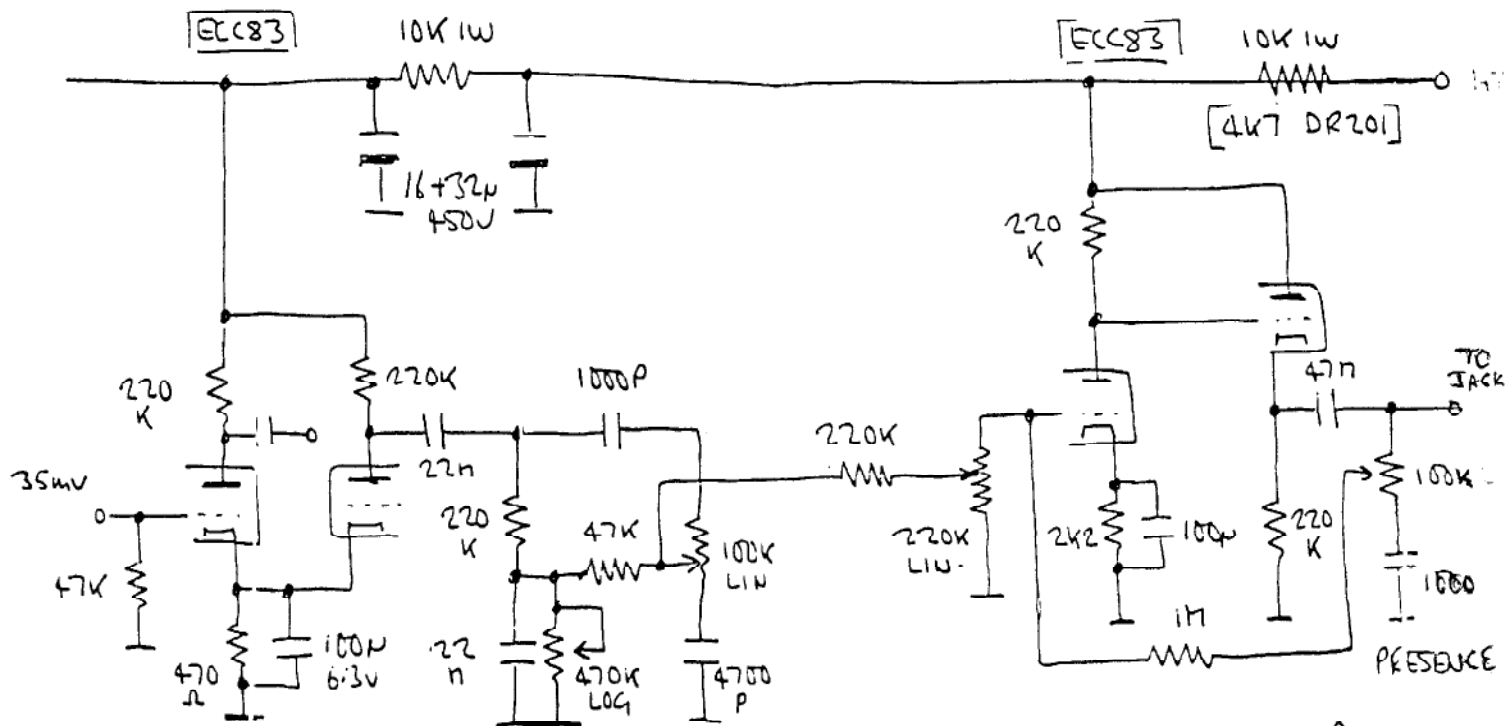 ECC83
10K 1W
ECC83
10K 1W
[4K7 DR201]
16+32μ
450V
220
K
220
K
220K
1000P
22n
35mV
47K
470
Ω
100μ
6.3V
220
K
47K
22
n
470K
LOG
100K
LIN
4700
P
220K
220K
LIN
2K2
100μ
47n
TO
JACK
100K
220
K
1000
1M
PRESENCE